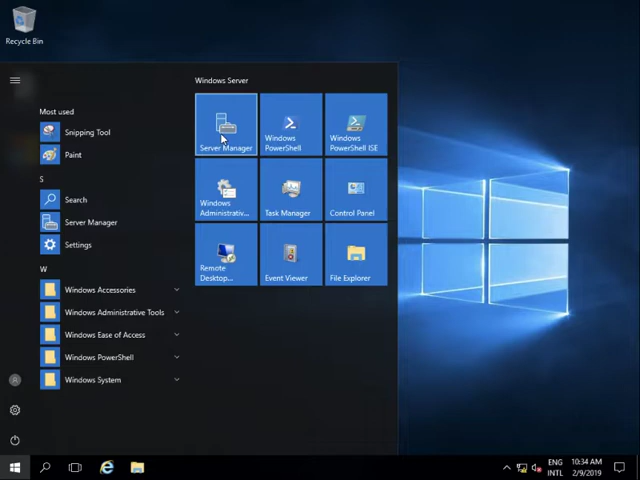 Recycle Bin
Windows Server
Most used
Snipping Tool
Paint
S
Search
Server Manager
Settings
W
Windows Accessories
Windows Administrative Tools
Windows Ease of Access
Windows PowerShell
Windows System
Server Manager
Windows
PowerShell
Windows
PowerShell ISE
Windows
Administrativ...
Task Manager
Control Panel
Remote
Desktop...
Event Viewer
File Explorer
ENG
INTL
10:34 AM
2/9/2019